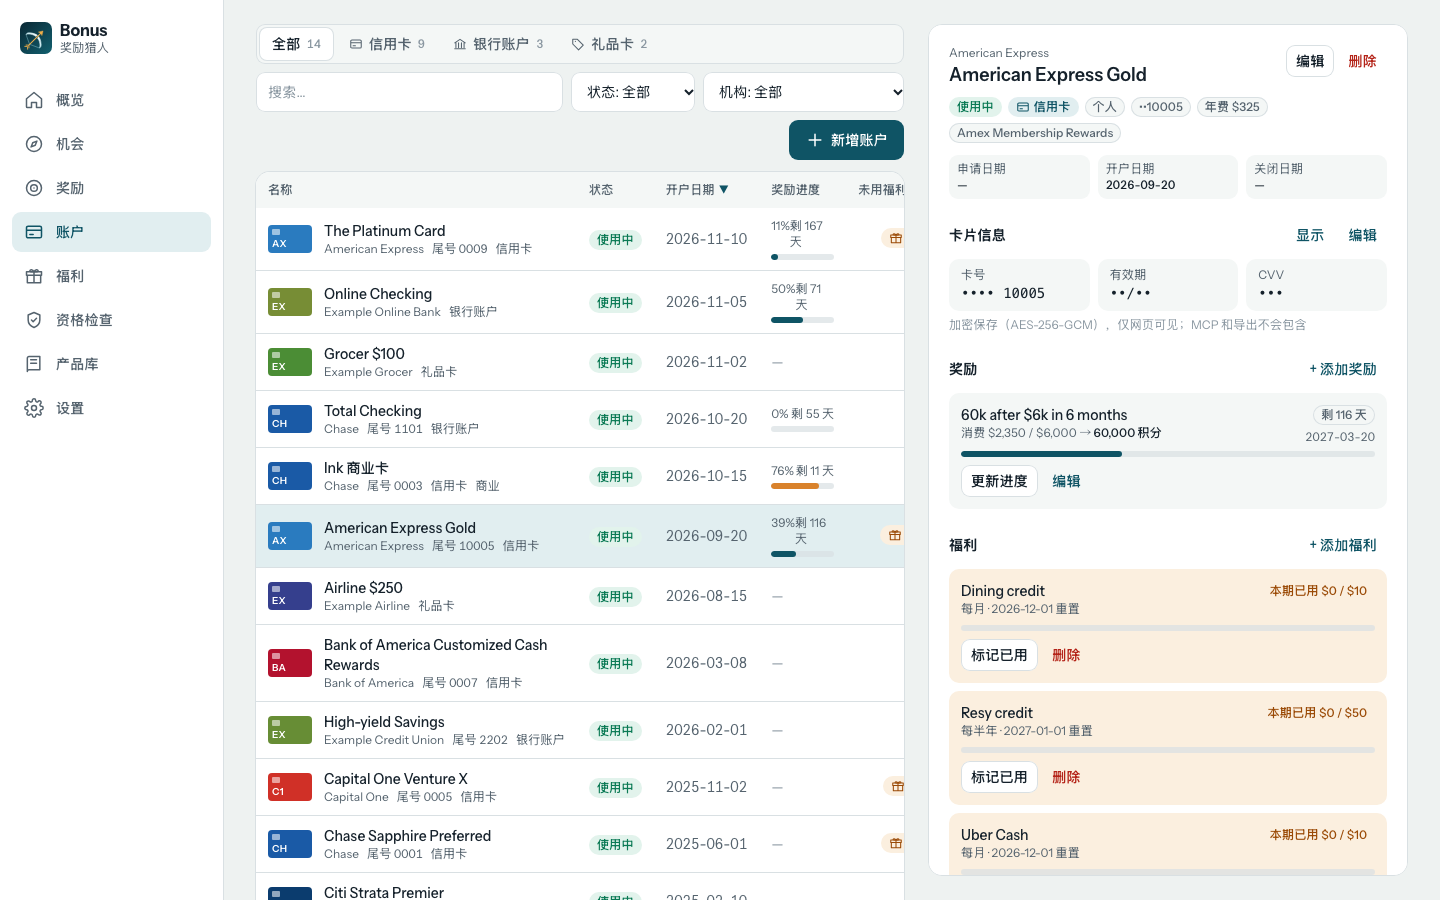 Bonus
奖励猎人
概览
机会
奖励
账户
福利
资格检查
产品库
设置
全部 14
信用卡 9
银行账户 3
礼品卡 2
搜索...
状态: 全部
机构: 全部
新增账户
名称 状态 开户日期 ▼ 奖励进度 未用福利
AX
The Platinum Card
American Express 尾号 0009 信用卡
使用中
2026-11-10
11%剩 167
天
EX
Online Checking
Example Online Bank 银行账户
使用中
2026-11-05
50%剩 71
天
EX
Grocer $100
Example Grocer 礼品卡
使用中
2026-11-02
—
CH
Total Checking
Chase 尾号 1101 银行账户
使用中
2026-10-20
0% 剩 55 天
CH
Ink 商业卡
Chase 尾号 0003 信用卡 商业
使用中
2026-10-15
76% 剩 11 天
AX
American Express Gold
American Express 尾号 10005 信用卡
使用中
2026-09-20
39%剩 116
天
EX
Airline $250
Example Airline 礼品卡
使用中
2026-08-15
—
BA
Bank of America Customized Cash
Rewards
Bank of America 尾号 0007 信用卡
使用中
2026-03-08
—
EX
High-yield Savings
Example Credit Union 尾号 2202 银行账户
使用中
2026-02-01
—
C1
Capital One Venture X
Capital One 尾号 0005 信用卡
使用中
2025-11-02
—
CH
Chase Sapphire Preferred
Chase 尾号 0001 信用卡
使用中
2025-06-01
—
Citi Strata Premier
American Express
American Express Gold
编辑
删除
使用中
信用卡
个人
··10005
年费 $325
Amex Membership Rewards
申请日期
—
开户日期
2026-09-20
关闭日期
—
卡片信息
显示
编辑
卡号
•••• 10005
有效期
••/••
CVV
•••
加密保存（AES-256-GCM），仅网页可见；MCP 和导出不会包含
奖励
+ 添加奖励
60k after $6k in 6 months
剩 116 天
消费 $2,350 / $6,000 → 60,000 积分
2027-03-20
更新进度
编辑
福利
+ 添加福利
Dining credit
本期已用 $0 / $10
每月 · 2026-12-01 重置
标记已用
删除
Resy credit
本期已用 $0 / $50
每半年 · 2027-01-01 重置
标记已用
删除
Uber Cash
本期已用 $0 / $10
每月 · 2026-12-01 重置